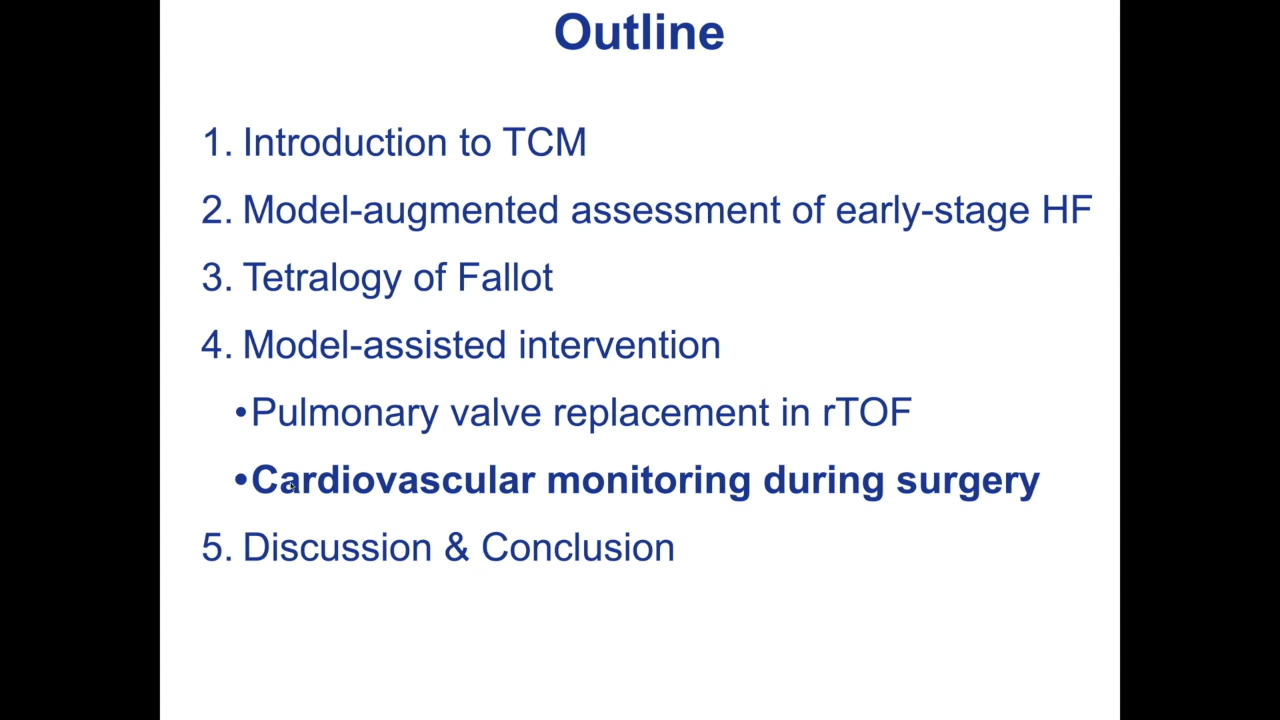 Outline
1. Introduction to TCM
2. Model-augmented assessment of early-stage HF
3. Tetralogy of Fallot
4. Model-assisted intervention
•Pulmonary valve replacement in rTOF
•Cardiovascular monitoring during surgery
5. Discussion & Conclusion